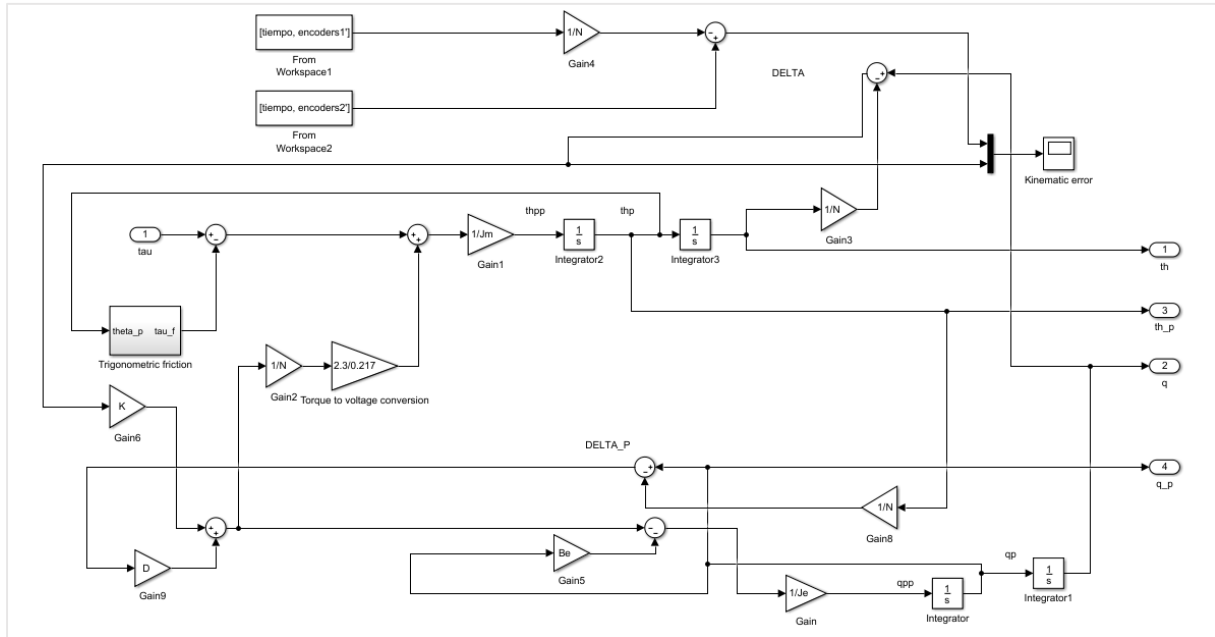 [tiempo, encoders1']
From
Workspace1
1/N
Gain4
-
+
DELTA
-
+
[tiempo, encoders2']
From
Workspace2
Kinematic error
1/N
Gain3
1
tau
+
-
+
+
1/Jm
Gain1
thpp
1
s
Integrator2
thp
1
s
Integrator3
1
th
theta_p
tau_f
Trigonometric friction
3
th_p
1/N
Gain2
2.3/0.217
Torque to voltage conversion
2
q
K
Gain6
DELTA_P
-
+
4
q_p
1/N
Gain8
+
+
-
-
D
Gain9
Be
Gain5
1/Je
Gain
qpp
1
s
Integrator
qp
1
s
Integrator1